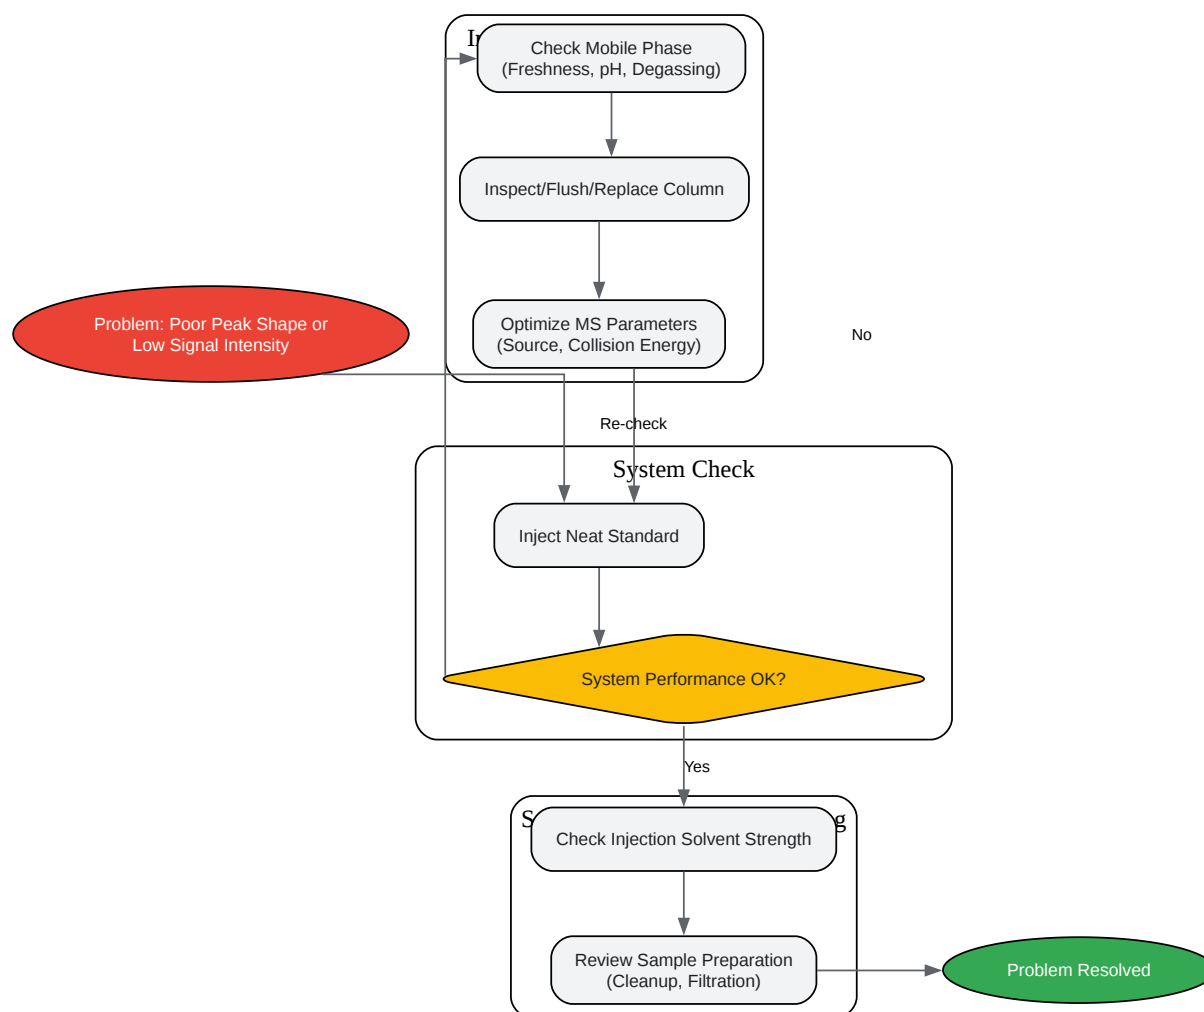 Check Mobile Phase
(Freshness, pH, Degassing)
Inspect/Flush/Replace Column
Problem: Poor Peak Shape or
Low Signal Intensity
Optimize MS Parameters
(Source, Collision Energy)
No
Re-check
System Check
Inject Neat Standard
System Performance OK?
Yes
Check Injection Solvent Strength
Review Sample Preparation
(Cleanup, Filtration)
Problem Resolved